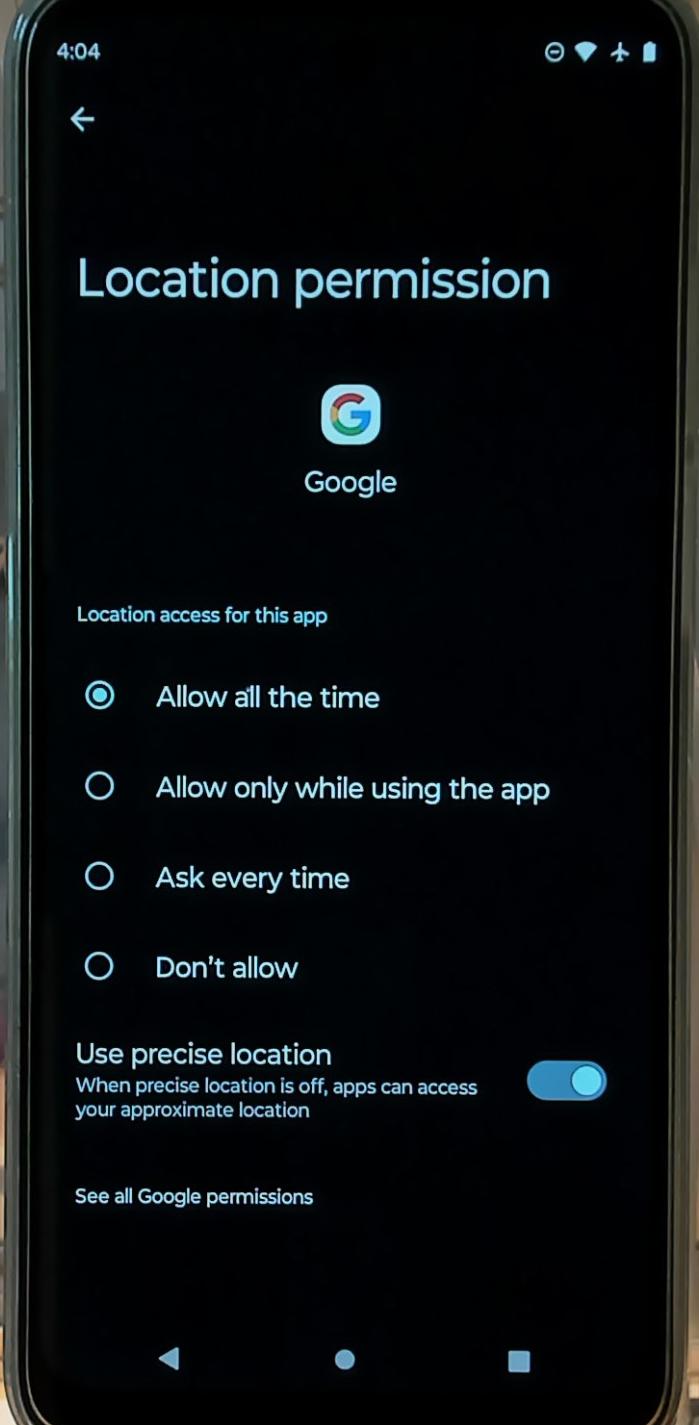 4:04
Location permission
Google
Location access for this app
Allow all the time
Allow only while using the app
Ask every time
Don't allow
Use precise location
When precise location is off, apps can access
your approximate location
See all Google permissions